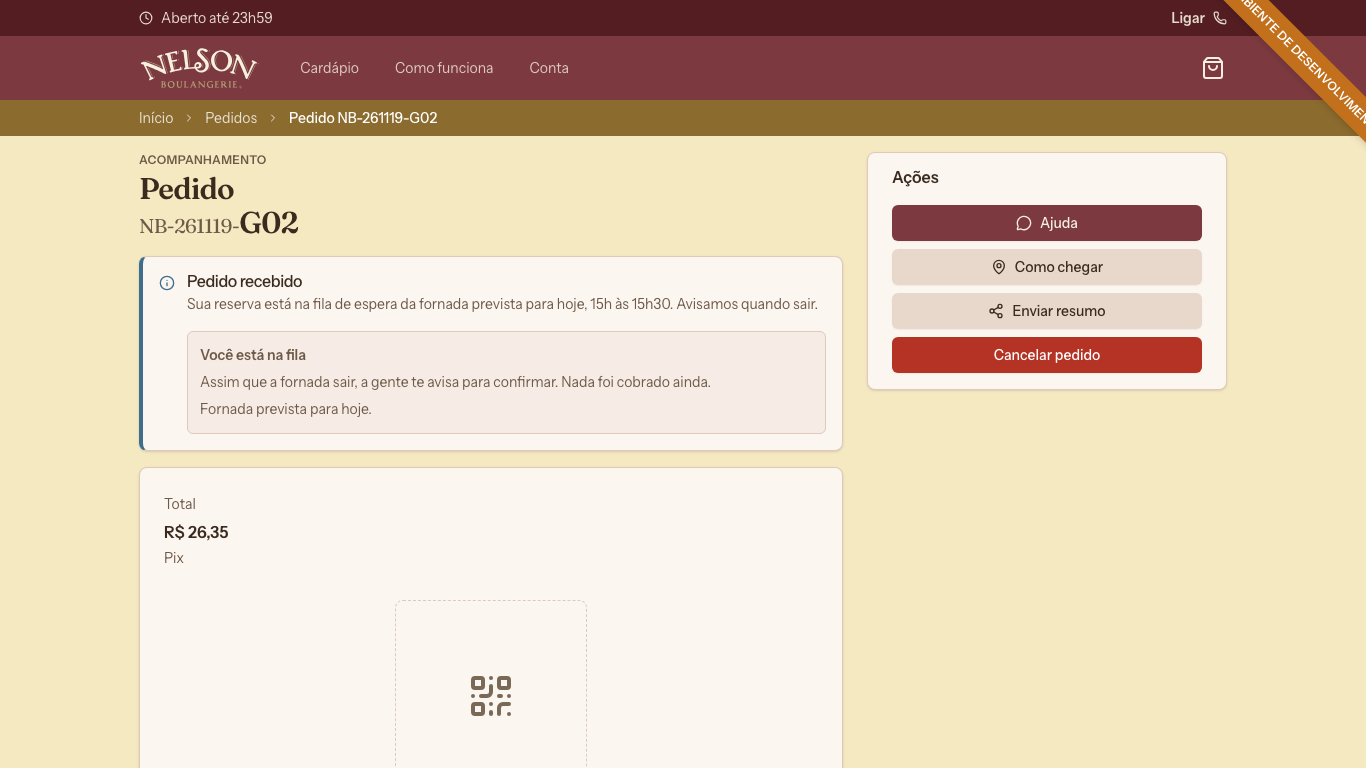 Aberto até 23h59
Ligar
NELSON
BOULANGERIE.
Cardápio
Como funciona
Conta
Início
Pedidos
Pedido NB-261119-G02
ACOMPANHAMENTO
Pedido
NB-261119-G02
Pedido recebido
Sua reserva está na fila de espera da fornada prevista para hoje, 15h às 15h30. Avisamos quando sair.
Você está na fila
Assim que a fornada sair, a gente te avisa para confirmar. Nada foi cobrado ainda.
Fornada prevista para hoje.
Total
R$ 26,35
Pix
Ações
Ajuda
Como chegar
Enviar resumo
Cancelar pedido
DE